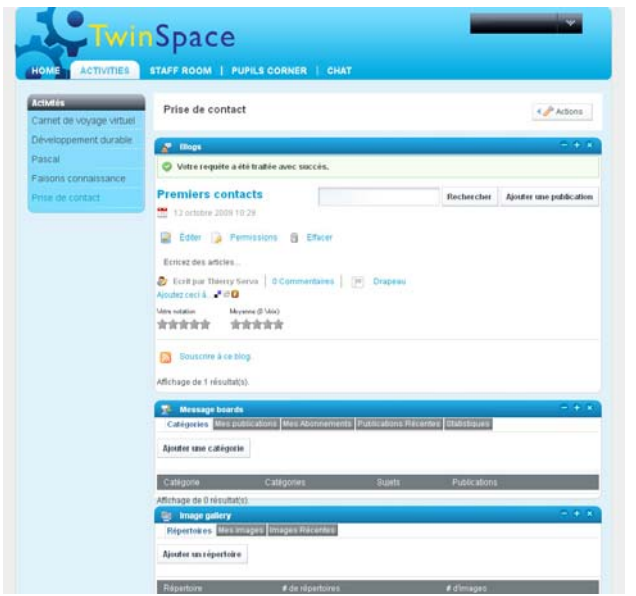 TwinSpace
HOME ACTIVITIES STAFF ROOM | PUPILS CORNER | CHAT
Activités
Carnet de voyage virtuel
Développement durable
Pascal
Faisons connaissance
Prise de contact
Prise de contact
Actions
Blogs
Votre requête a été traitée avec succès.
Premiers contacts
Rechercher Ajouter une publication
12 octobre 2009 10:28
Editer Permissions Effacer
Ecrivez des articles...
Ecrit par Thierry Serva | 0 Commentaires | Drapeau
Ajoutez ceci à
Votre notation Moyenne (0 Voix)
Souscrire à ce blog.
Affichage de 1 résultat(s).
Message boards
Catégories Mes publications Mes Abonnements Publications Récentes Statistiques
Ajouter une catégorie
Catégorie Catégories Sujets Publications
Affichage de 0 résultat(s).
Image gallery
Répertoires Mes images Images Récentes
Ajouter un répertoire
Répertoire # de répertoires # d'images